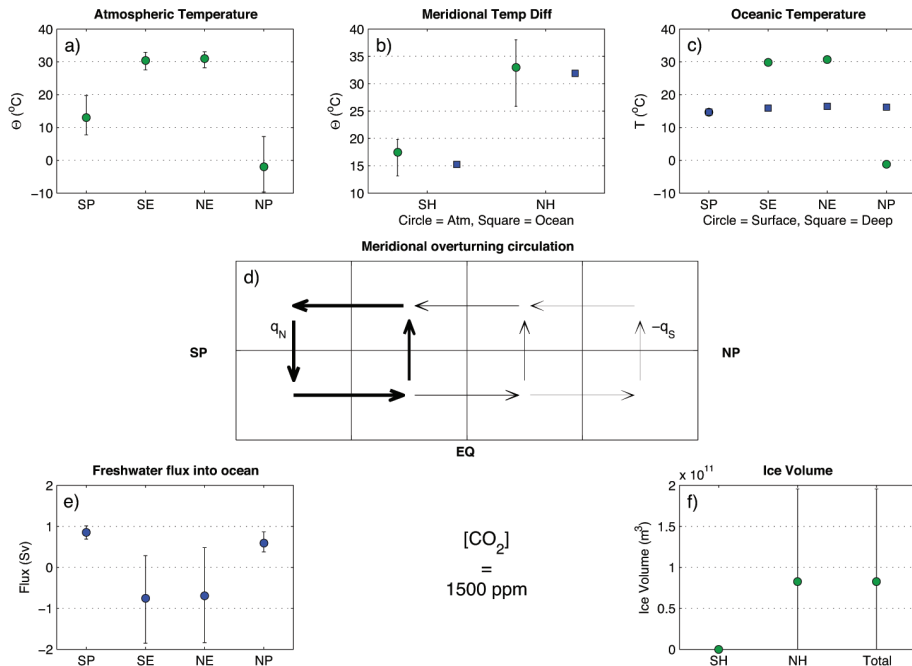 Atmospheric Temperature
a)
Θ (°C)
40
30
20
10
0
−10
SP SE NE NP
Meridional Temp Diff
b)
Θ (°C)
40
35
30
25
20
15
10
SH NH
Circle = Atm, Square = Ocean
Oceanic Temperature
c)
T (°C)
40
30
20
10
0
−10
SP SE NE NP
Circle = Surface, Square = Deep
Meridional overturning circulation
d)
q_N
−q_S
SP
NP
EQ
Freshwater flux into ocean
e)
Flux (Sv)
2
1
0
−1
−2
SP SE NE NP
[CO₂]
=
1500 ppm
Ice Volume
x 10¹¹
f)
Ice Volume (m³)
2
1.5
1
0.5
0
SH NH Total